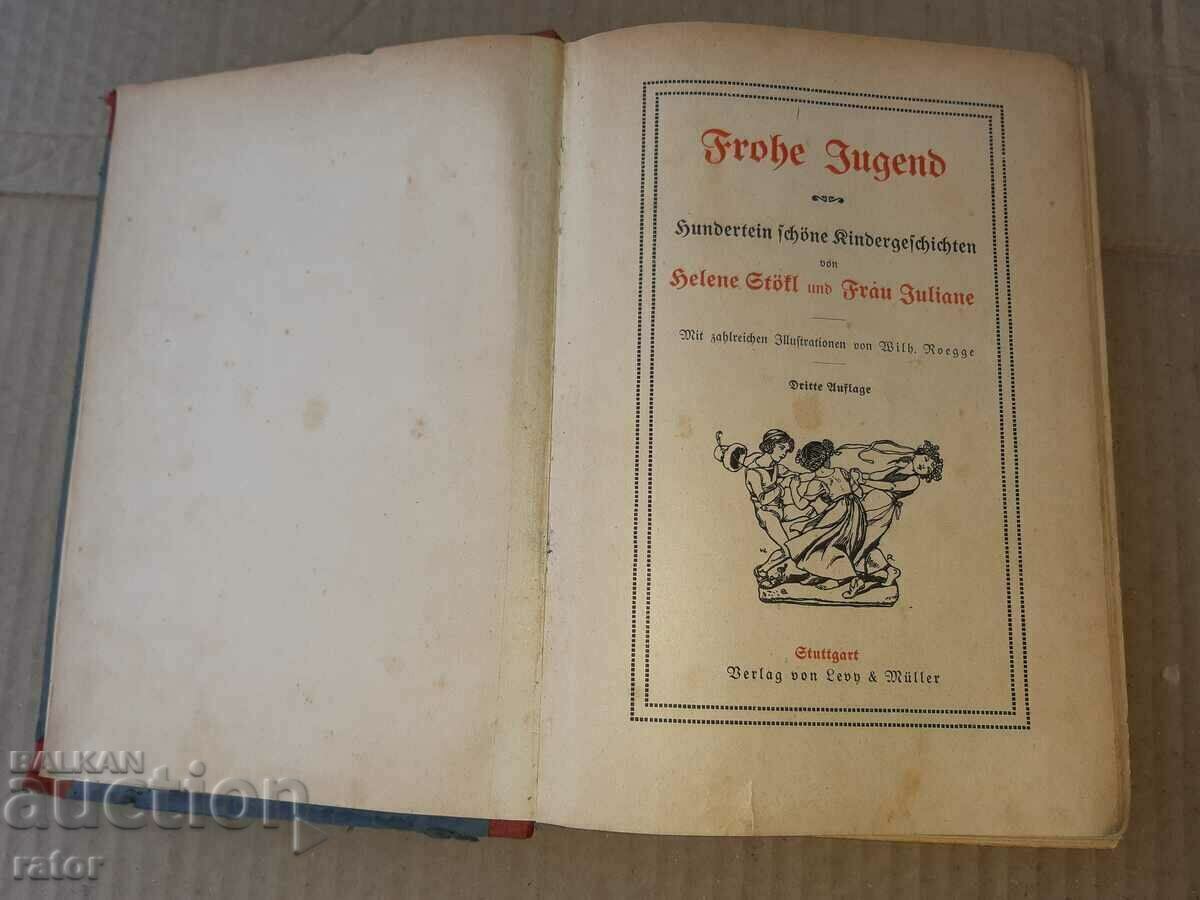 Frohe Jugend
Hundertein schöne Kindergeschichten
von
Helene Stökl und Frau Juliane
Mit zahlreichen Illustrationen von Wilh. Roegge
Dritte Auflage
Stuttgart
Verlag von Levy & Müller
BALKAN
auction
rafor